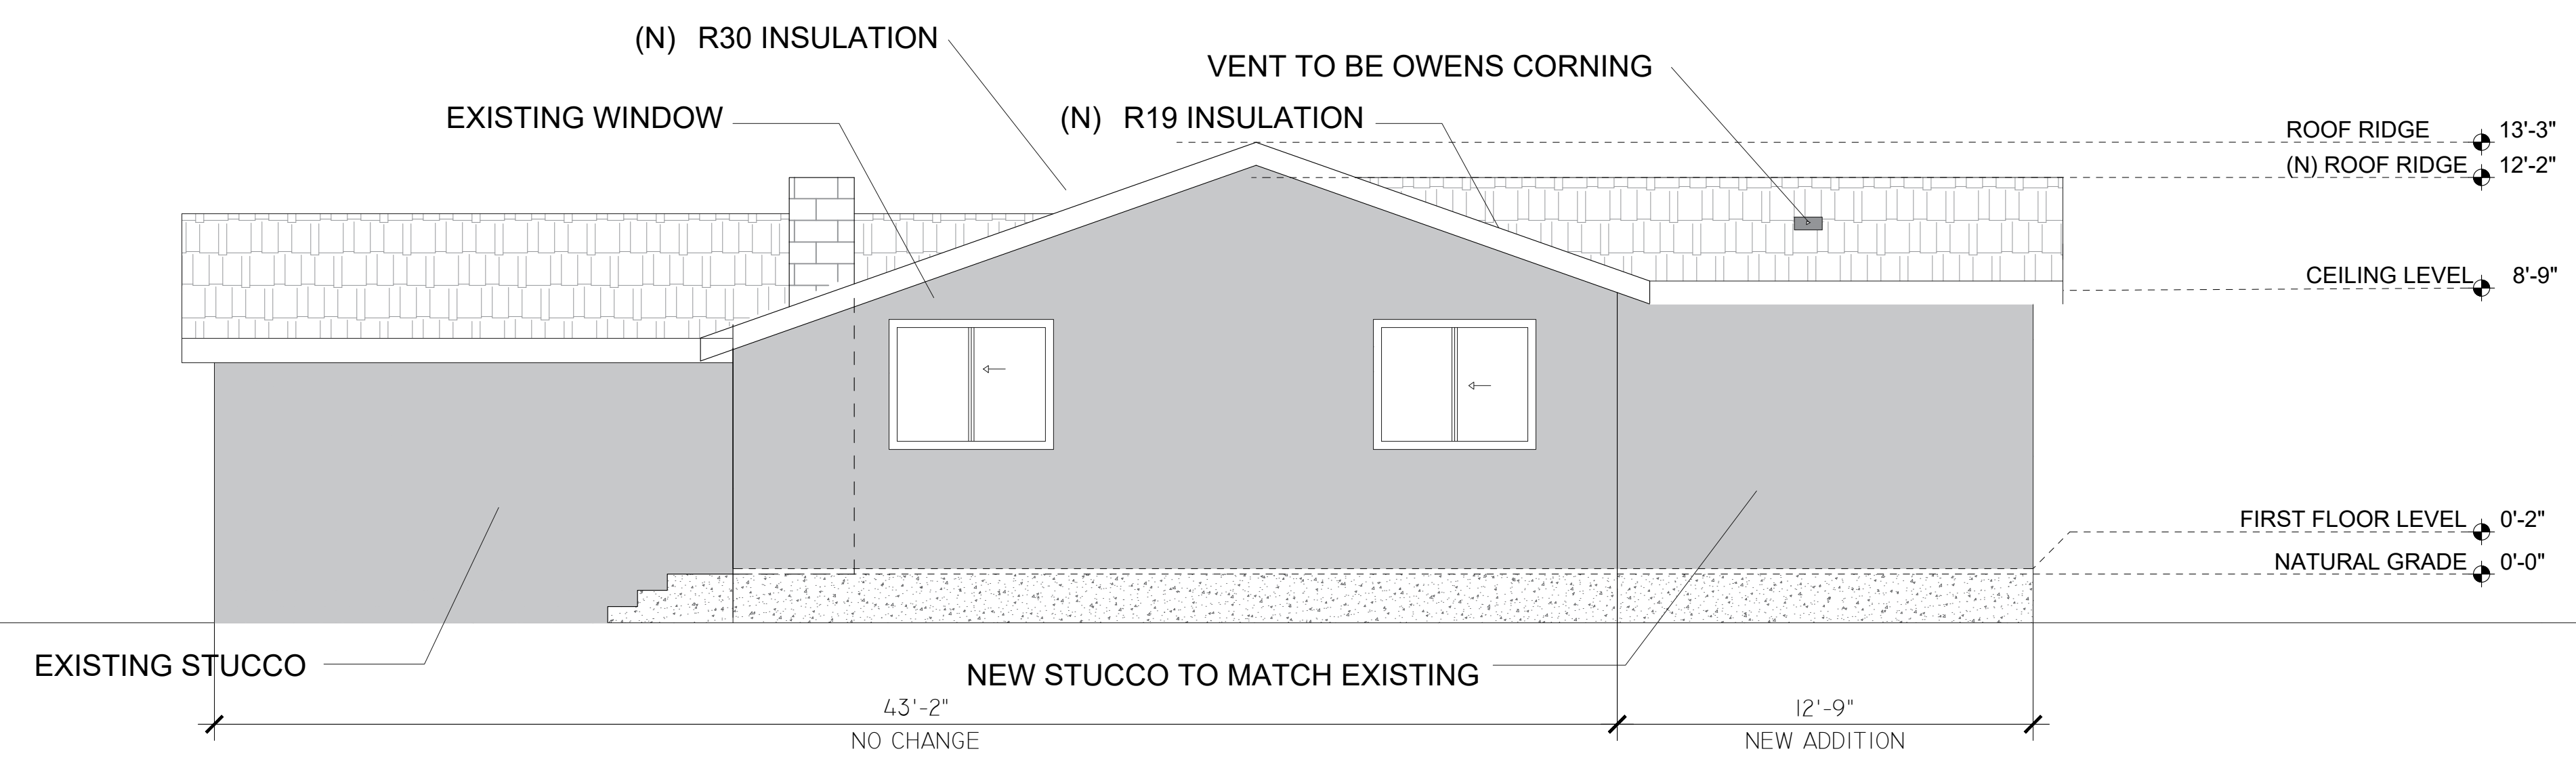 (N) R30 INSULATION
VENT TO BE OWENS CORNING
EXISTING WINDOW
(N) R19 INSULATION
ROOF RIDGE 13'-3"
(N) ROOF RIDGE 12'-2"
CEILING LEVEL 8'-9"
FIRST FLOOR LEVEL 0'-2"
NATURAL GRADE 0'-0"
EXISTING STUCCO
NEW STUCCO TO MATCH EXISTING
43'-2"
NO CHANGE
12'-9"
NEW ADDITION